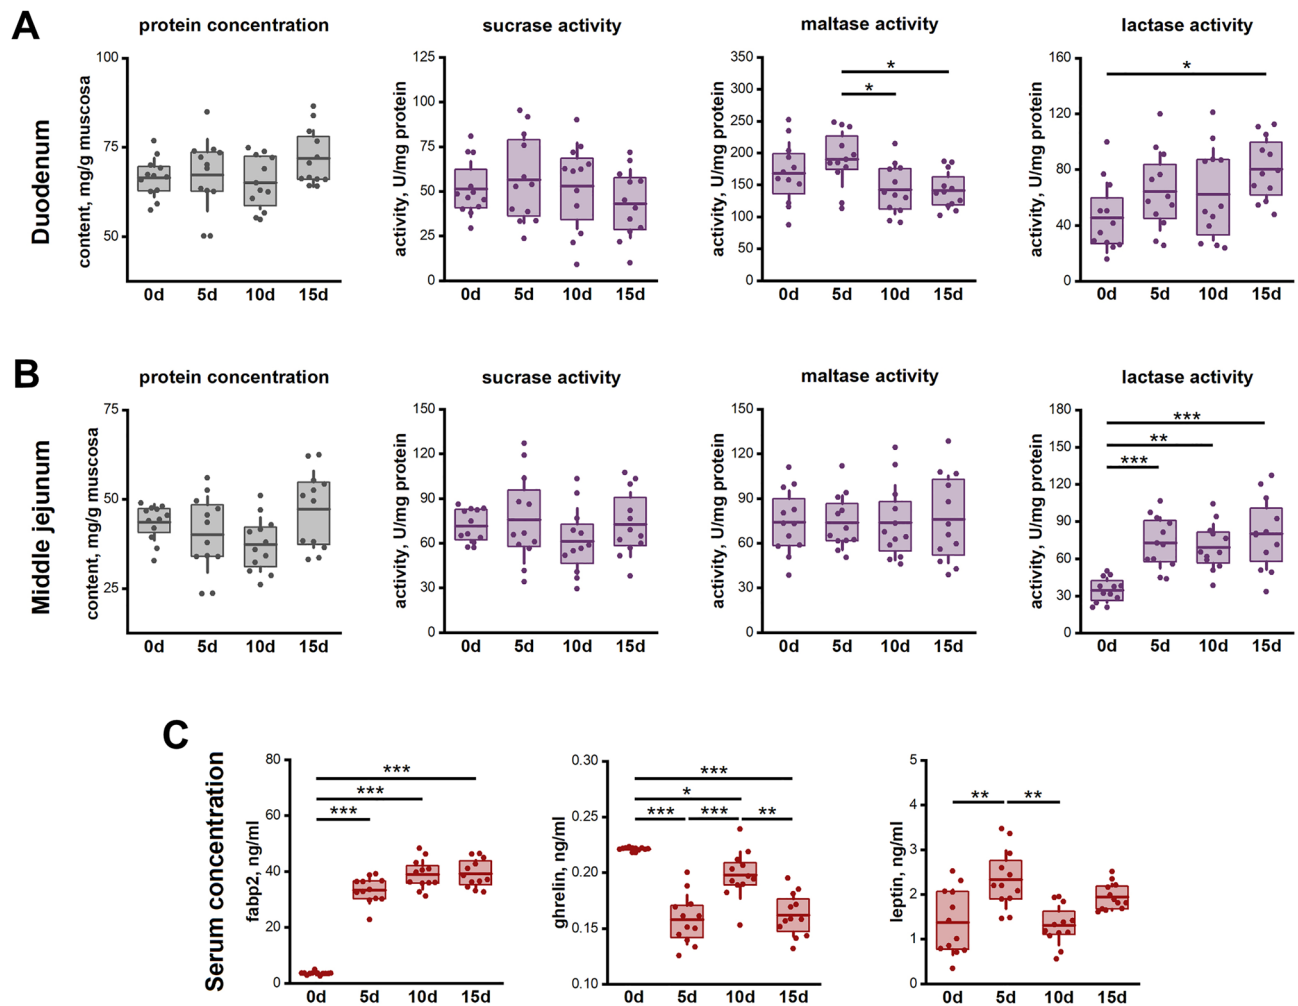 A
Duodenum
protein concentration
content, mg/g muscosa
100
75
50
0d 5d 10d 15d
sucrase activity
activity, U/mg protein
125
100
75
50
25
0
0d 5d 10d 15d
maltase activity
activity, U/mg protein
350
300
250
200
150
100
50
0
*
*
0d 5d 10d 15d
lactase activity
activity, U/mg protein
160
120
80
40
0
*
0d 5d 10d 15d
B
Middle jejunum
protein concentration
content, mg/g muscosa
75
50
25
0d 5d 10d 15d
sucrase activity
activity, U/mg protein
150
120
90
60
30
0
0d 5d 10d 15d
maltase activity
activity, U/mg protein
150
120
90
60
30
0
0d 5d 10d 15d
lactase activity
activity, U/mg protein
180
150
120
90
60
30
0
***
**
***
0d 5d 10d 15d
C
Serum concentration
fabp2, ng/ml
80
60
40
20
0
***
***
***
0d 5d 10d 15d
ghrelin, ng/ml
0.30
0.25
0.20
0.15
0.10
***
*
*** *** **
0d 5d 10d 15d
leptin, ng/ml
5
4
3
2
1
0
** **
0d 5d 10d 15d